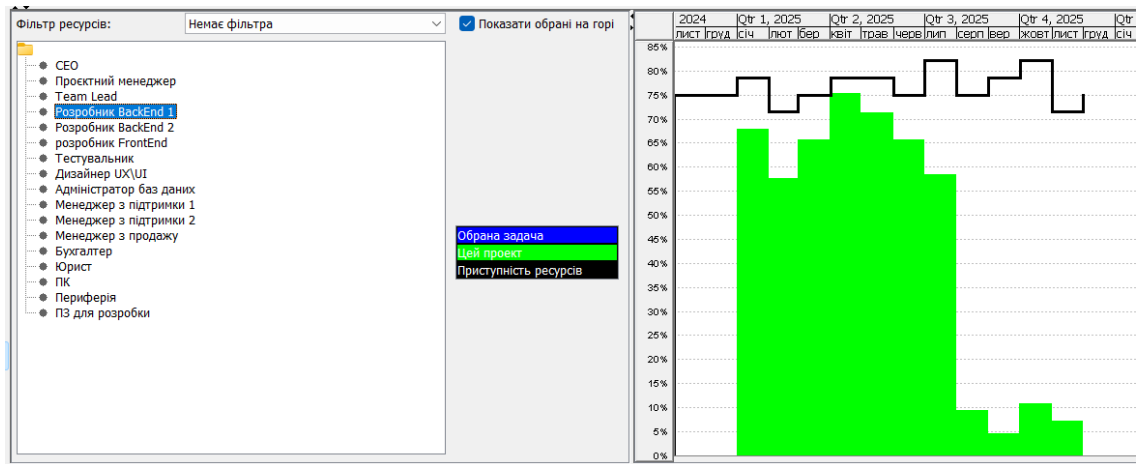 Фільтр ресурсів:
Немає фільтра
Показати обрані на горі
CEO
Проєктний менеджер
Team Lead
Розробник BackEnd 1
Розробник BackEnd 2
розробник FrontEnd
Тестувальник
Дизайнер UX\UI
Адміністратор баз даних
Менеджер з підтримки 1
Менеджер з підтримки 2
Менеджер з продажу
Бухгалтер
Юрист
ПК
Периферія
ПЗ для розробки
Обрана задача
Цей проект
Приступність ресурсів
2024 Qtr 1, 2025 Qtr 2, 2025 Qtr 3, 2025 Qtr 4, 2025 Qtr
лист груд січ лют бер квіт трав черв лип серп вер жовт лист груд січ
85%
80%
75%
70%
65%
60%
55%
50%
45%
40%
35%
30%
25%
20%
15%
10%
5%
0%